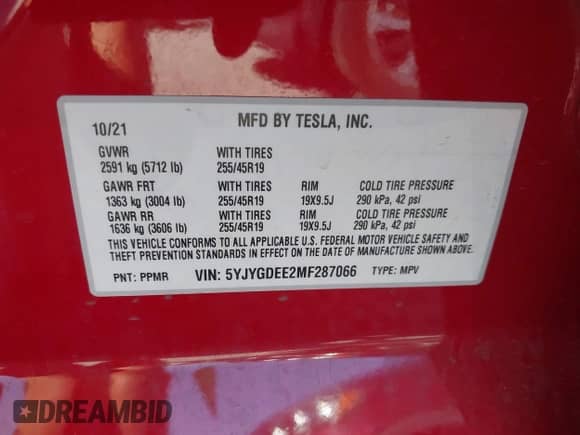 MFD BY TESLA, INC.
10/21
GVWR WITH TIRES
2591 kg (5712 lb) 255/45R19
GAWR FRT WITH TIRES RIM COLD TIRE PRESSURE
1363 kg (3004 lb) 255/45R19 19X9.5J 290 kPa, 42 psi
GAWR RR WITH TIRES RIM COLD TIRE PRESSURE
1636 kg (3606 lb) 255/45R19 19X9.5J 290 kPa, 42 psi
THIS VEHICLE CONFORMS TO ALL APPLICABLE U.S. FEDERAL MOTOR VEHICLE SAFETY AND
THEFT PREVENTION STANDARDS IN EFFECT ON THE DATE OF MANUFACTURE SHOWN ABOVE.
PNT: PPMR VIN: 5YJYGDEE2MF287066 TYPE: MPV
DREAMBID